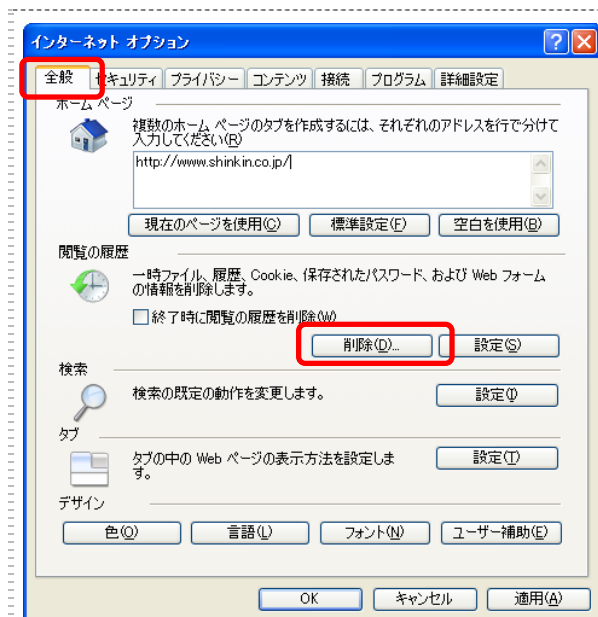 インターネット オプション
全般 セキュリティ プライバシー コンテンツ 接続 プログラム 詳細設定
ホーム ページ
複数のホーム ページのタブを作成するには、それぞれのアドレスを行で分けて
入力してください(R)
http://www.shinkin.co.jp/
現在のページを使用(C) 標準設定(F) 空白を使用(B)
閲覧の履歴
一時ファイル、履歴、Cookie、保存されたパスワード、および Web フォーム
の情報を削除します。
終了時に閲覧の履歴を削除(W)
削除(D)... 設定(S)
検索
検索の既定の動作を変更します。 設定(I)
タブ
タブの中の Web ページの表示方法を設定しま
す。 設定(T)
デザイン
色(O) 言語(L) フォント(N) ユーザー補助(E)
OK キャンセル 適用(A)